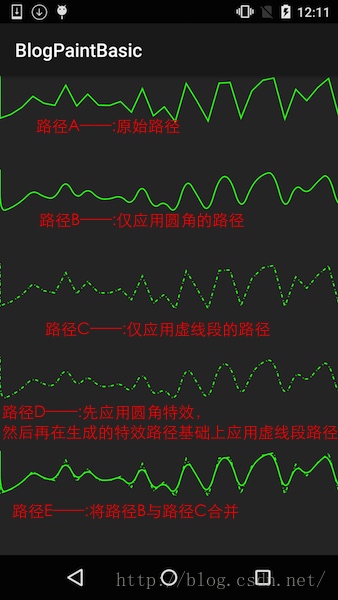 12:11
BlogPaintBasic
路径A——:原始路径
路径B——:仅应用圆角的路径
路径C——:仅应用虚线段的路径
路径D——:先应用圆角特效,
然后再在生成的特效路径基础上应用虚线段路径
路径E——:将路径B与路径C合并
http://blog.csdn.net/